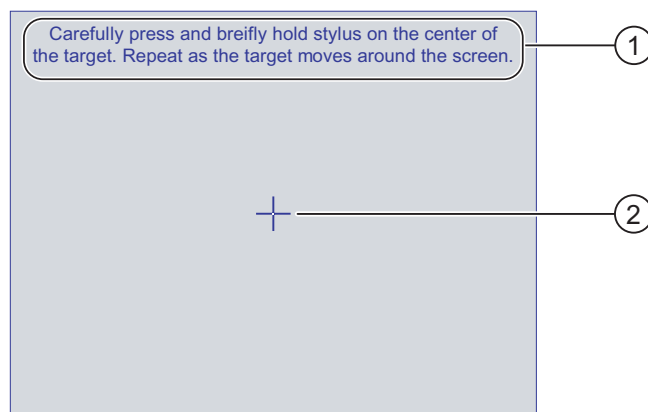 Carefully press and breifly hold stylus on the center of
the target. Repeat as the target moves around the screen.
1
2